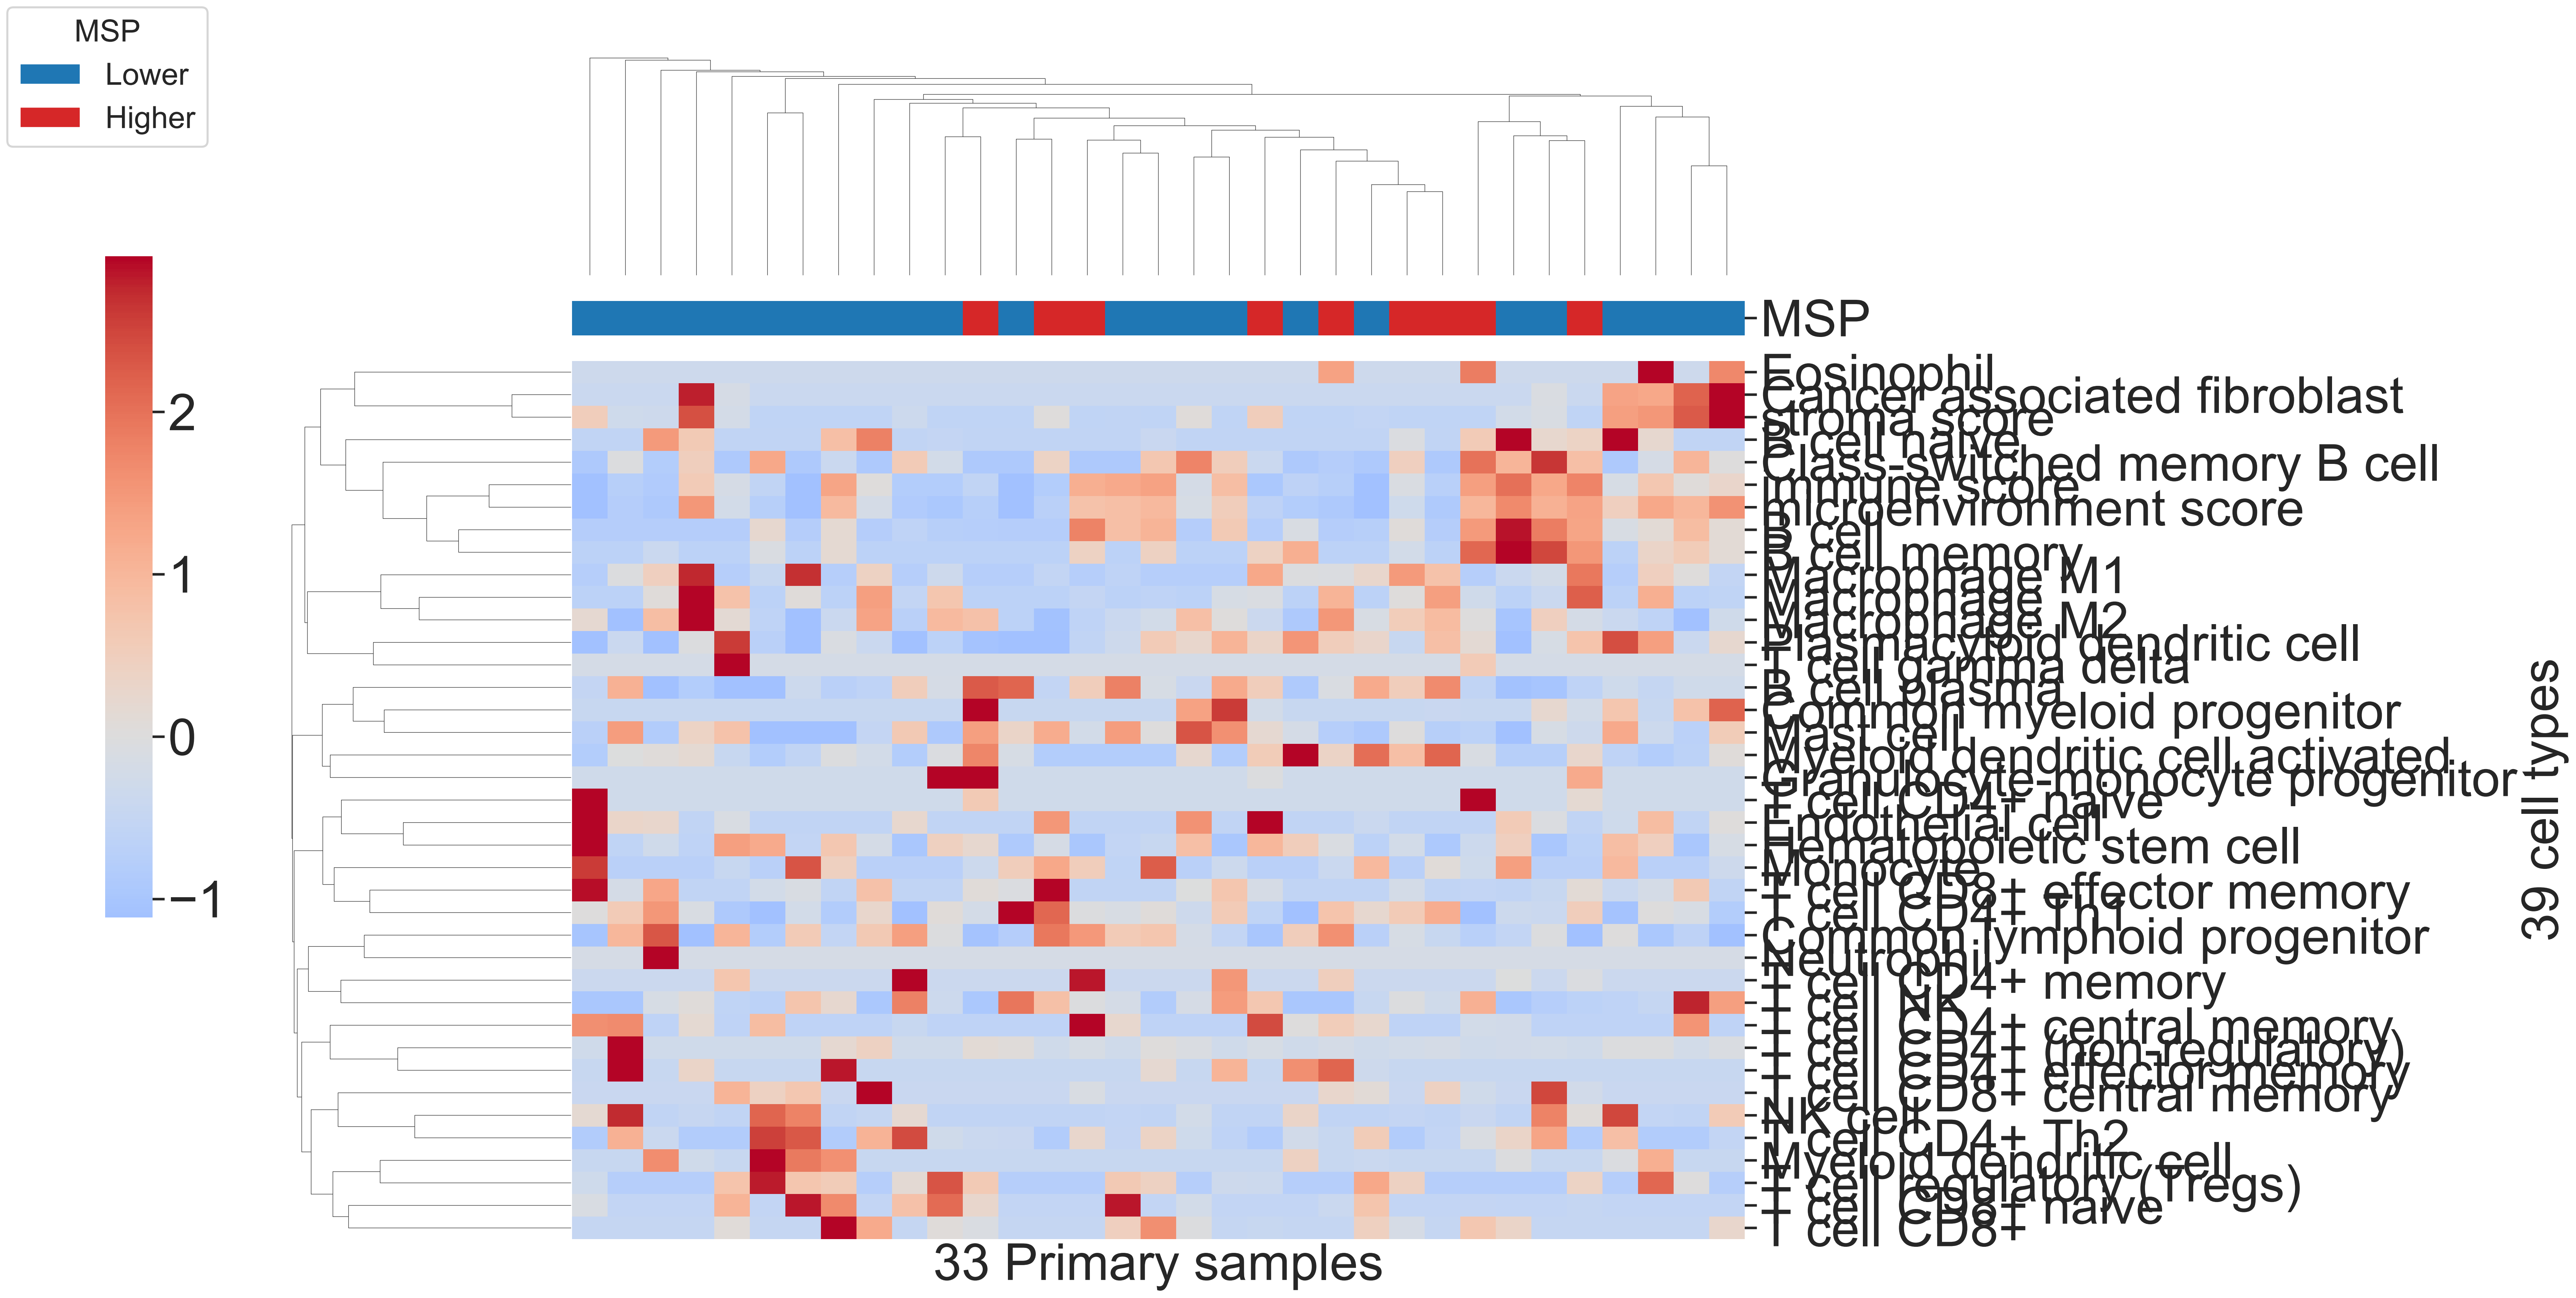 MSP
Lower
Higher
2
1
0
−1
MSP
Eosinophil
Cancer associated fibroblast
stroma score
B cell naive
Class-switched memory B cell
immune score
microenvironment score
B cell
B cell memory
Macrophage M1
Macrophage
Macrophage M2
Plasmacytoid dendritic cell
T cell gamma delta
B cell plasma
Common myeloid progenitor
Mast cell
Myeloid dendritic cell activated
Granulocyte-monocyte progenitor
T cell CD4+ naive
Endothelial cell
Hematopoietic stem cell
Monocyte
T cell CD8+ effector memory
T cell CD4+ Th1
Common lymphoid progenitor
Neutrophil
T cell CD4+ memory
T cell NK
T cell CD4+ central memory
T cell CD4+ (non-regulatory)
T cell CD4+ effector memory
T cell CD8+ central memory
NK cell
T cell CD4+ Th2
Myeloid dendritic cell
T cell regulatory (Tregs)
T cell CD8+ naive
T cell CD8+
39 cell types
33 Primary samples